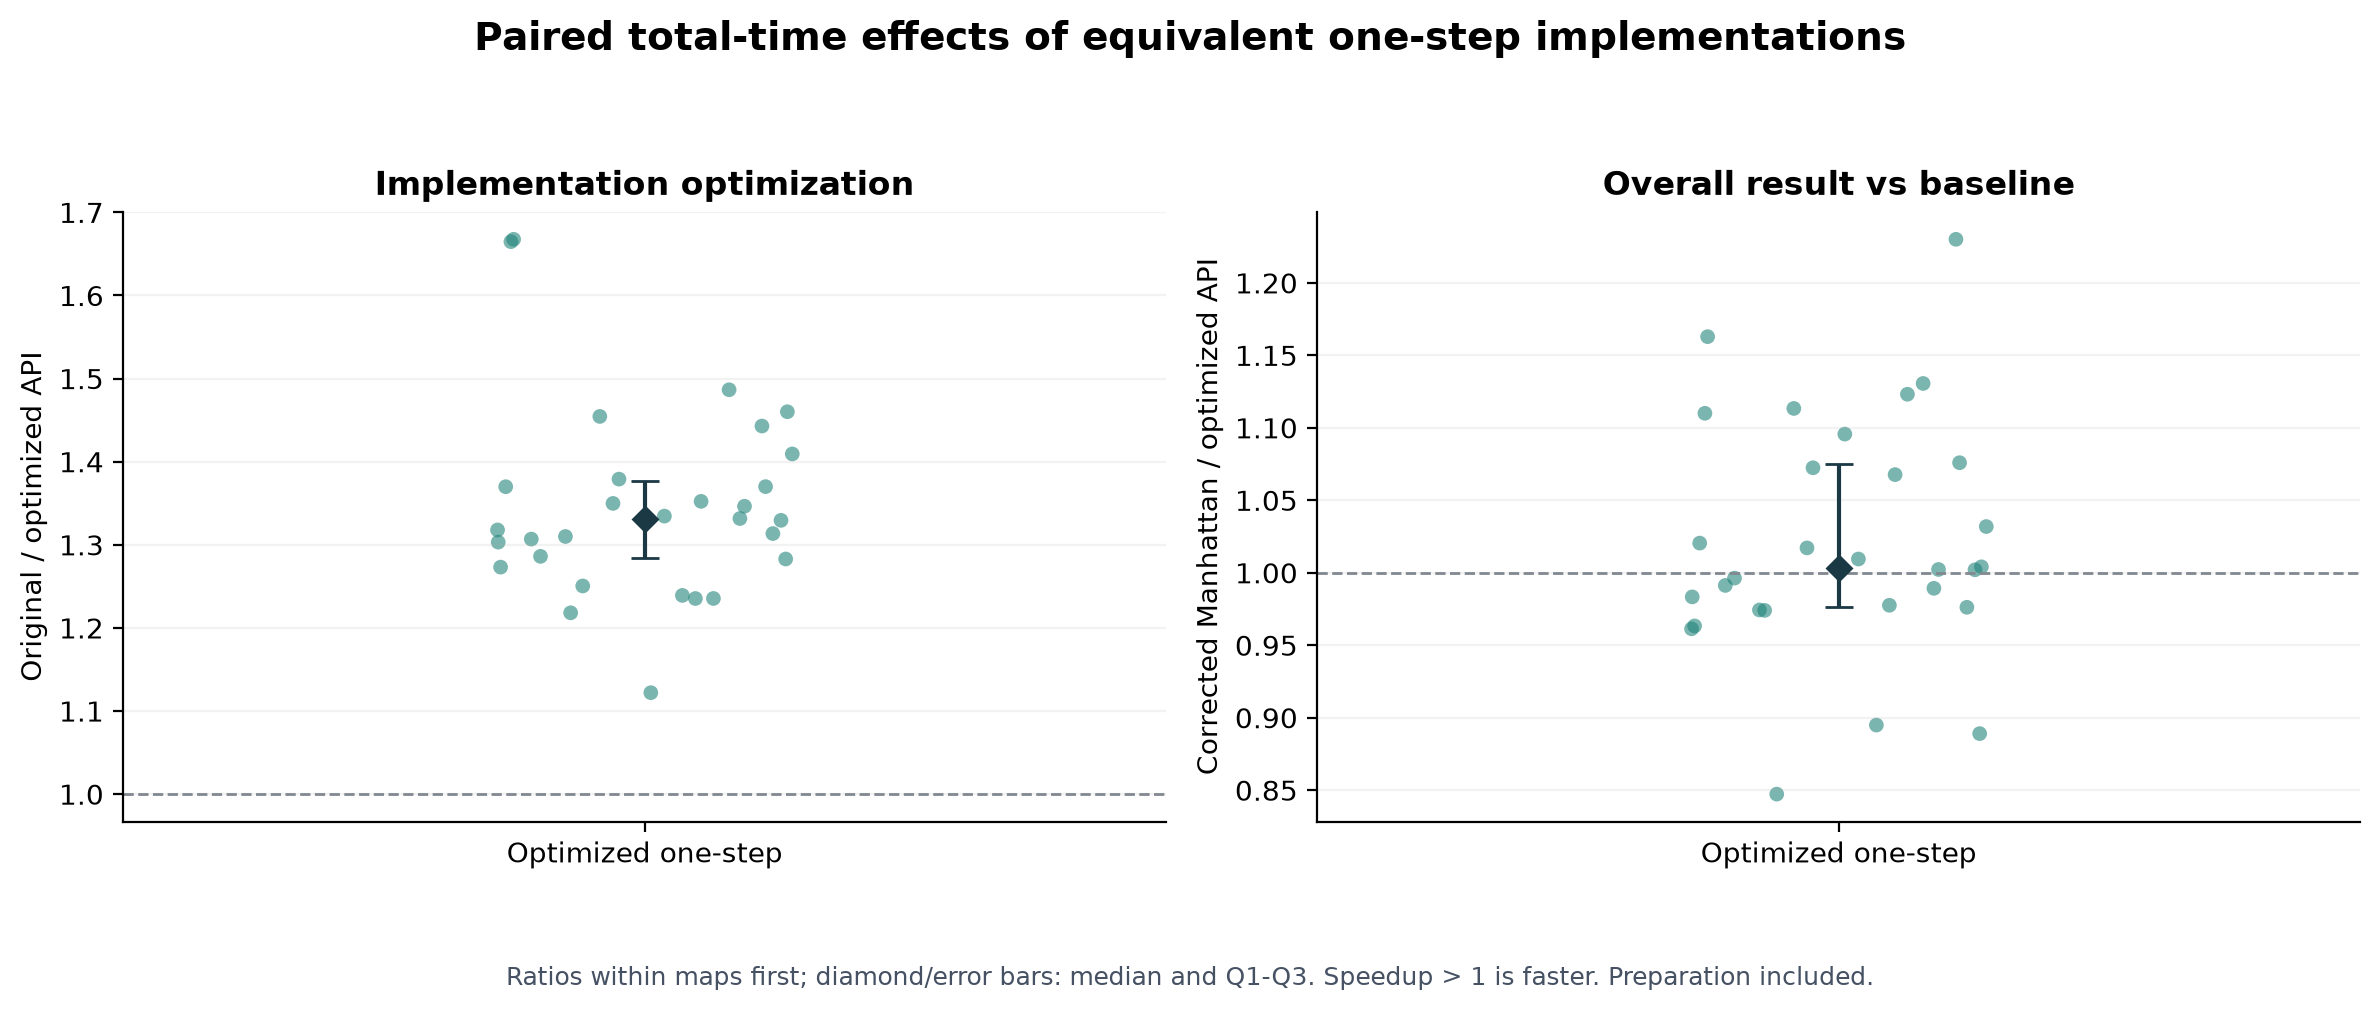 Paired total-time effects of equivalent one-step implementations
Implementation optimization
Original / optimized API
1.7
1.6
1.5
1.4
1.3
1.2
1.1
1.0
Optimized one-step
Overall result vs baseline
Corrected Manhattan / optimized API
1.20
1.15
1.10
1.05
1.00
0.95
0.90
0.85
Optimized one-step
Ratios within maps first; diamond/error bars: median and Q1-Q3. Speedup > 1 is faster. Preparation included.